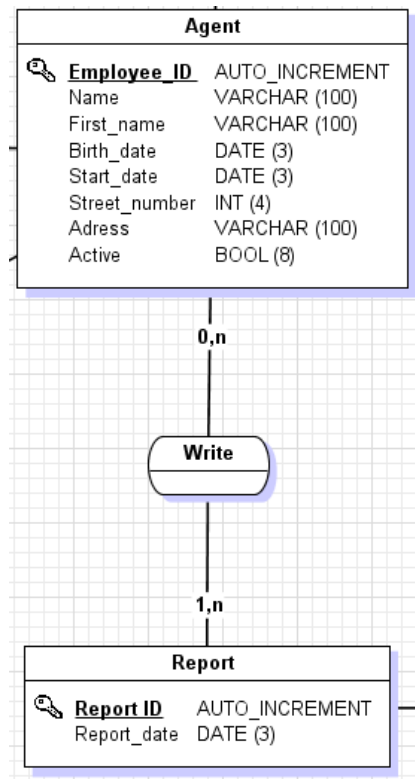 Agent
Employee_ID AUTO_INCREMENT
Name VARCHAR (100)
First_name VARCHAR (100)
Birth_date DATE (3)
Start_date DATE (3)
Street_number INT (4)
Adress VARCHAR (100)
Active BOOL (8)
0,n
Write
1,n
Report
Report ID AUTO_INCREMENT
Report_date DATE (3)